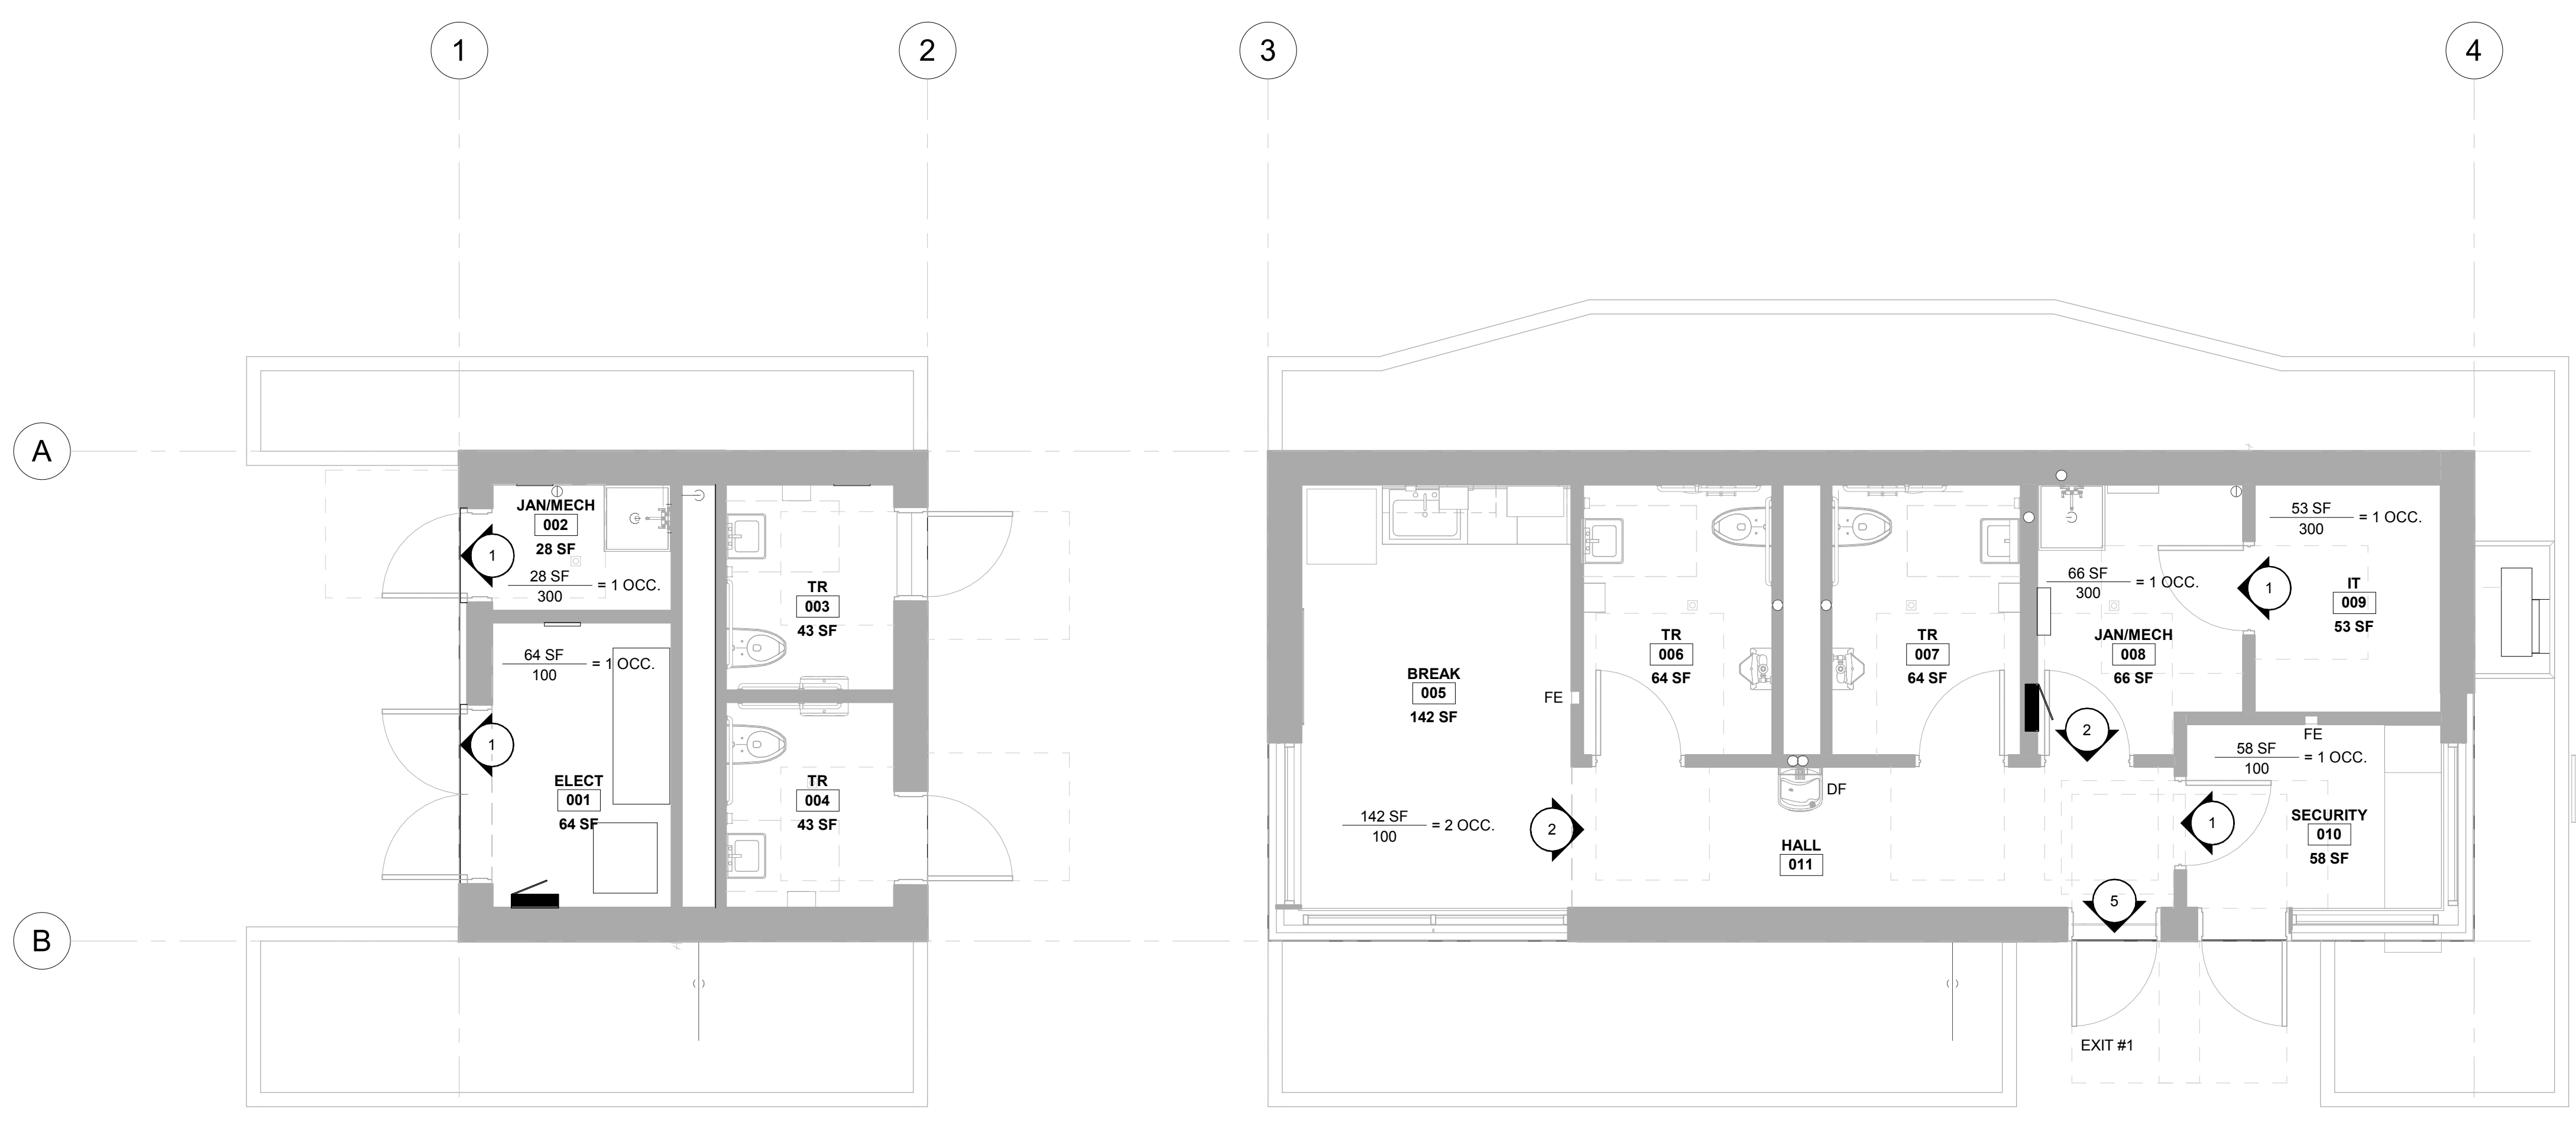 1
2
3
4
A
B
JAN/MECH
002
28 SF
28 SF
300
= 1 OCC.
1
64 SF
100
= 1 OCC.
1
ELECT
001
64 SF
TR
003
43 SF
TR
004
43 SF
BREAK
005
142 SF
FE
142 SF
100
= 2 OCC.
2
TR
006
64 SF
TR
007
64 SF
DF
HALL
011
66 SF
300
= 1 OCC.
JAN/MECH
008
66 SF
2
53 SF
300
= 1 OCC.
1
IT
009
53 SF
FE
58 SF
100
= 1 OCC.
1
SECURITY
010
58 SF
5
EXIT #1